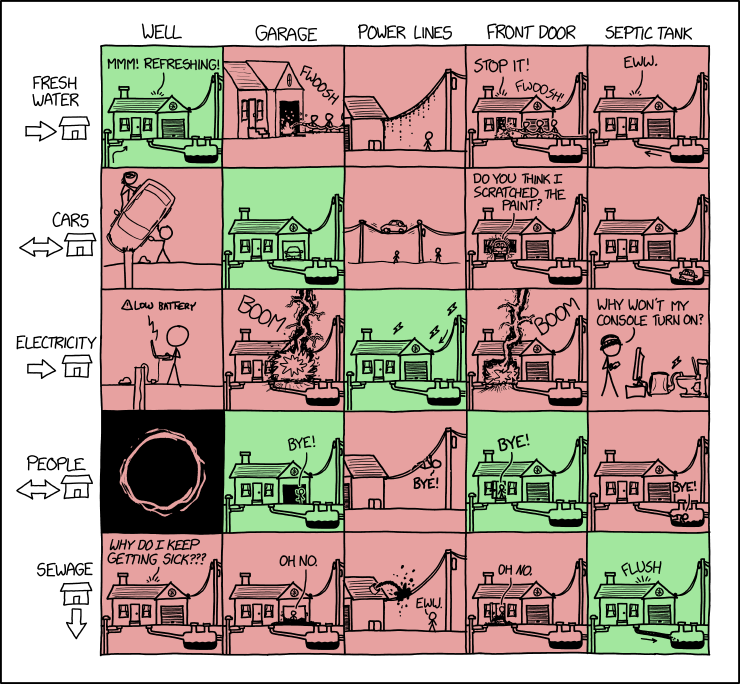 WELL
GARAGE
POWER LINES
FRONT DOOR
SEPTIC TANK
FRESH
WATER
MMM! REFRESHING!
FWOOSH
STOP IT!
FWOOSH!
EWW.
CARS
DO YOU THINK I
SCRATCHED THE
PAINT?
ELECTRICITY
LOW BATTERY
BOOM
BOOM
WHY WON'T MY
CONSOLE TURN ON?
PEOPLE
BYE!
BYE!
BYE!
BYE!
SEWAGE
WHY DO I KEEP
GETTING SICK???
OH NO.
EWW.
OH NO.
FLUSH